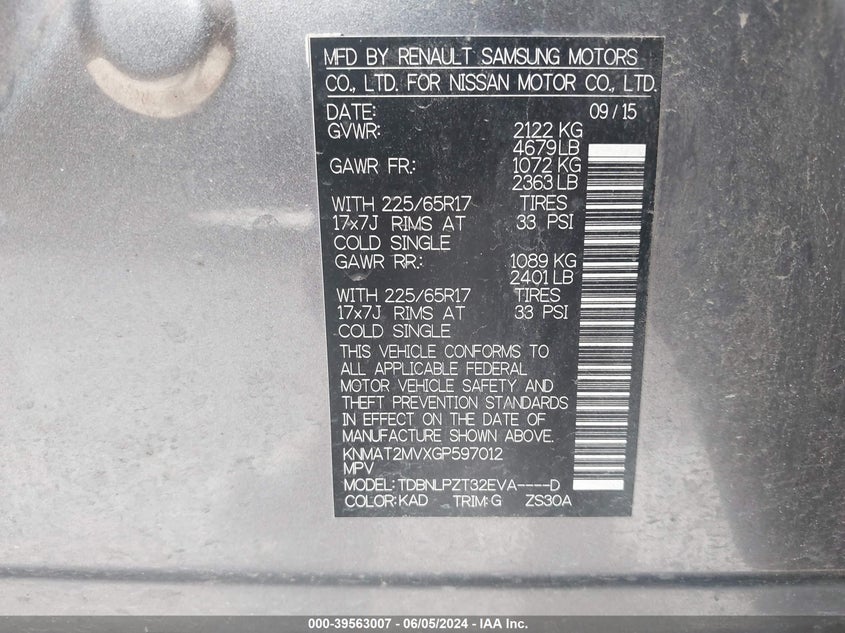 MFD BY RENAULT SAMSUNG MOTORS
CO., LTD. FOR NISSAN MOTOR CO., LTD.
DATE: 09 / 15
GVWR: 2122 KG
4679 LB
GAWR FR.: 1072 KG
2363 LB
WITH 225/65R17 TIRES
17x7J RIMS AT 33 PSI
COLD SINGLE
GAWR RR.: 1089 KG
2401 LB
WITH 225/65R17 TIRES
17x7J RIMS AT 33 PSI
COLD SINGLE
THIS VEHICLE CONFORMS TO
ALL APPLICABLE FEDERAL
MOTOR VEHICLE SAFETY AND
THEFT PREVENTION STANDARDS
IN EFFECT ON THE DATE OF
MANUFACTURE SHOWN ABOVE.
KNMAT2MVXGP597012
MPV
MODEL: TDBNLPZT32EVA----D
COLOR: KAD TRIM: G ZS30A
000-39563007 - 06/05/2024 - IAA Inc.